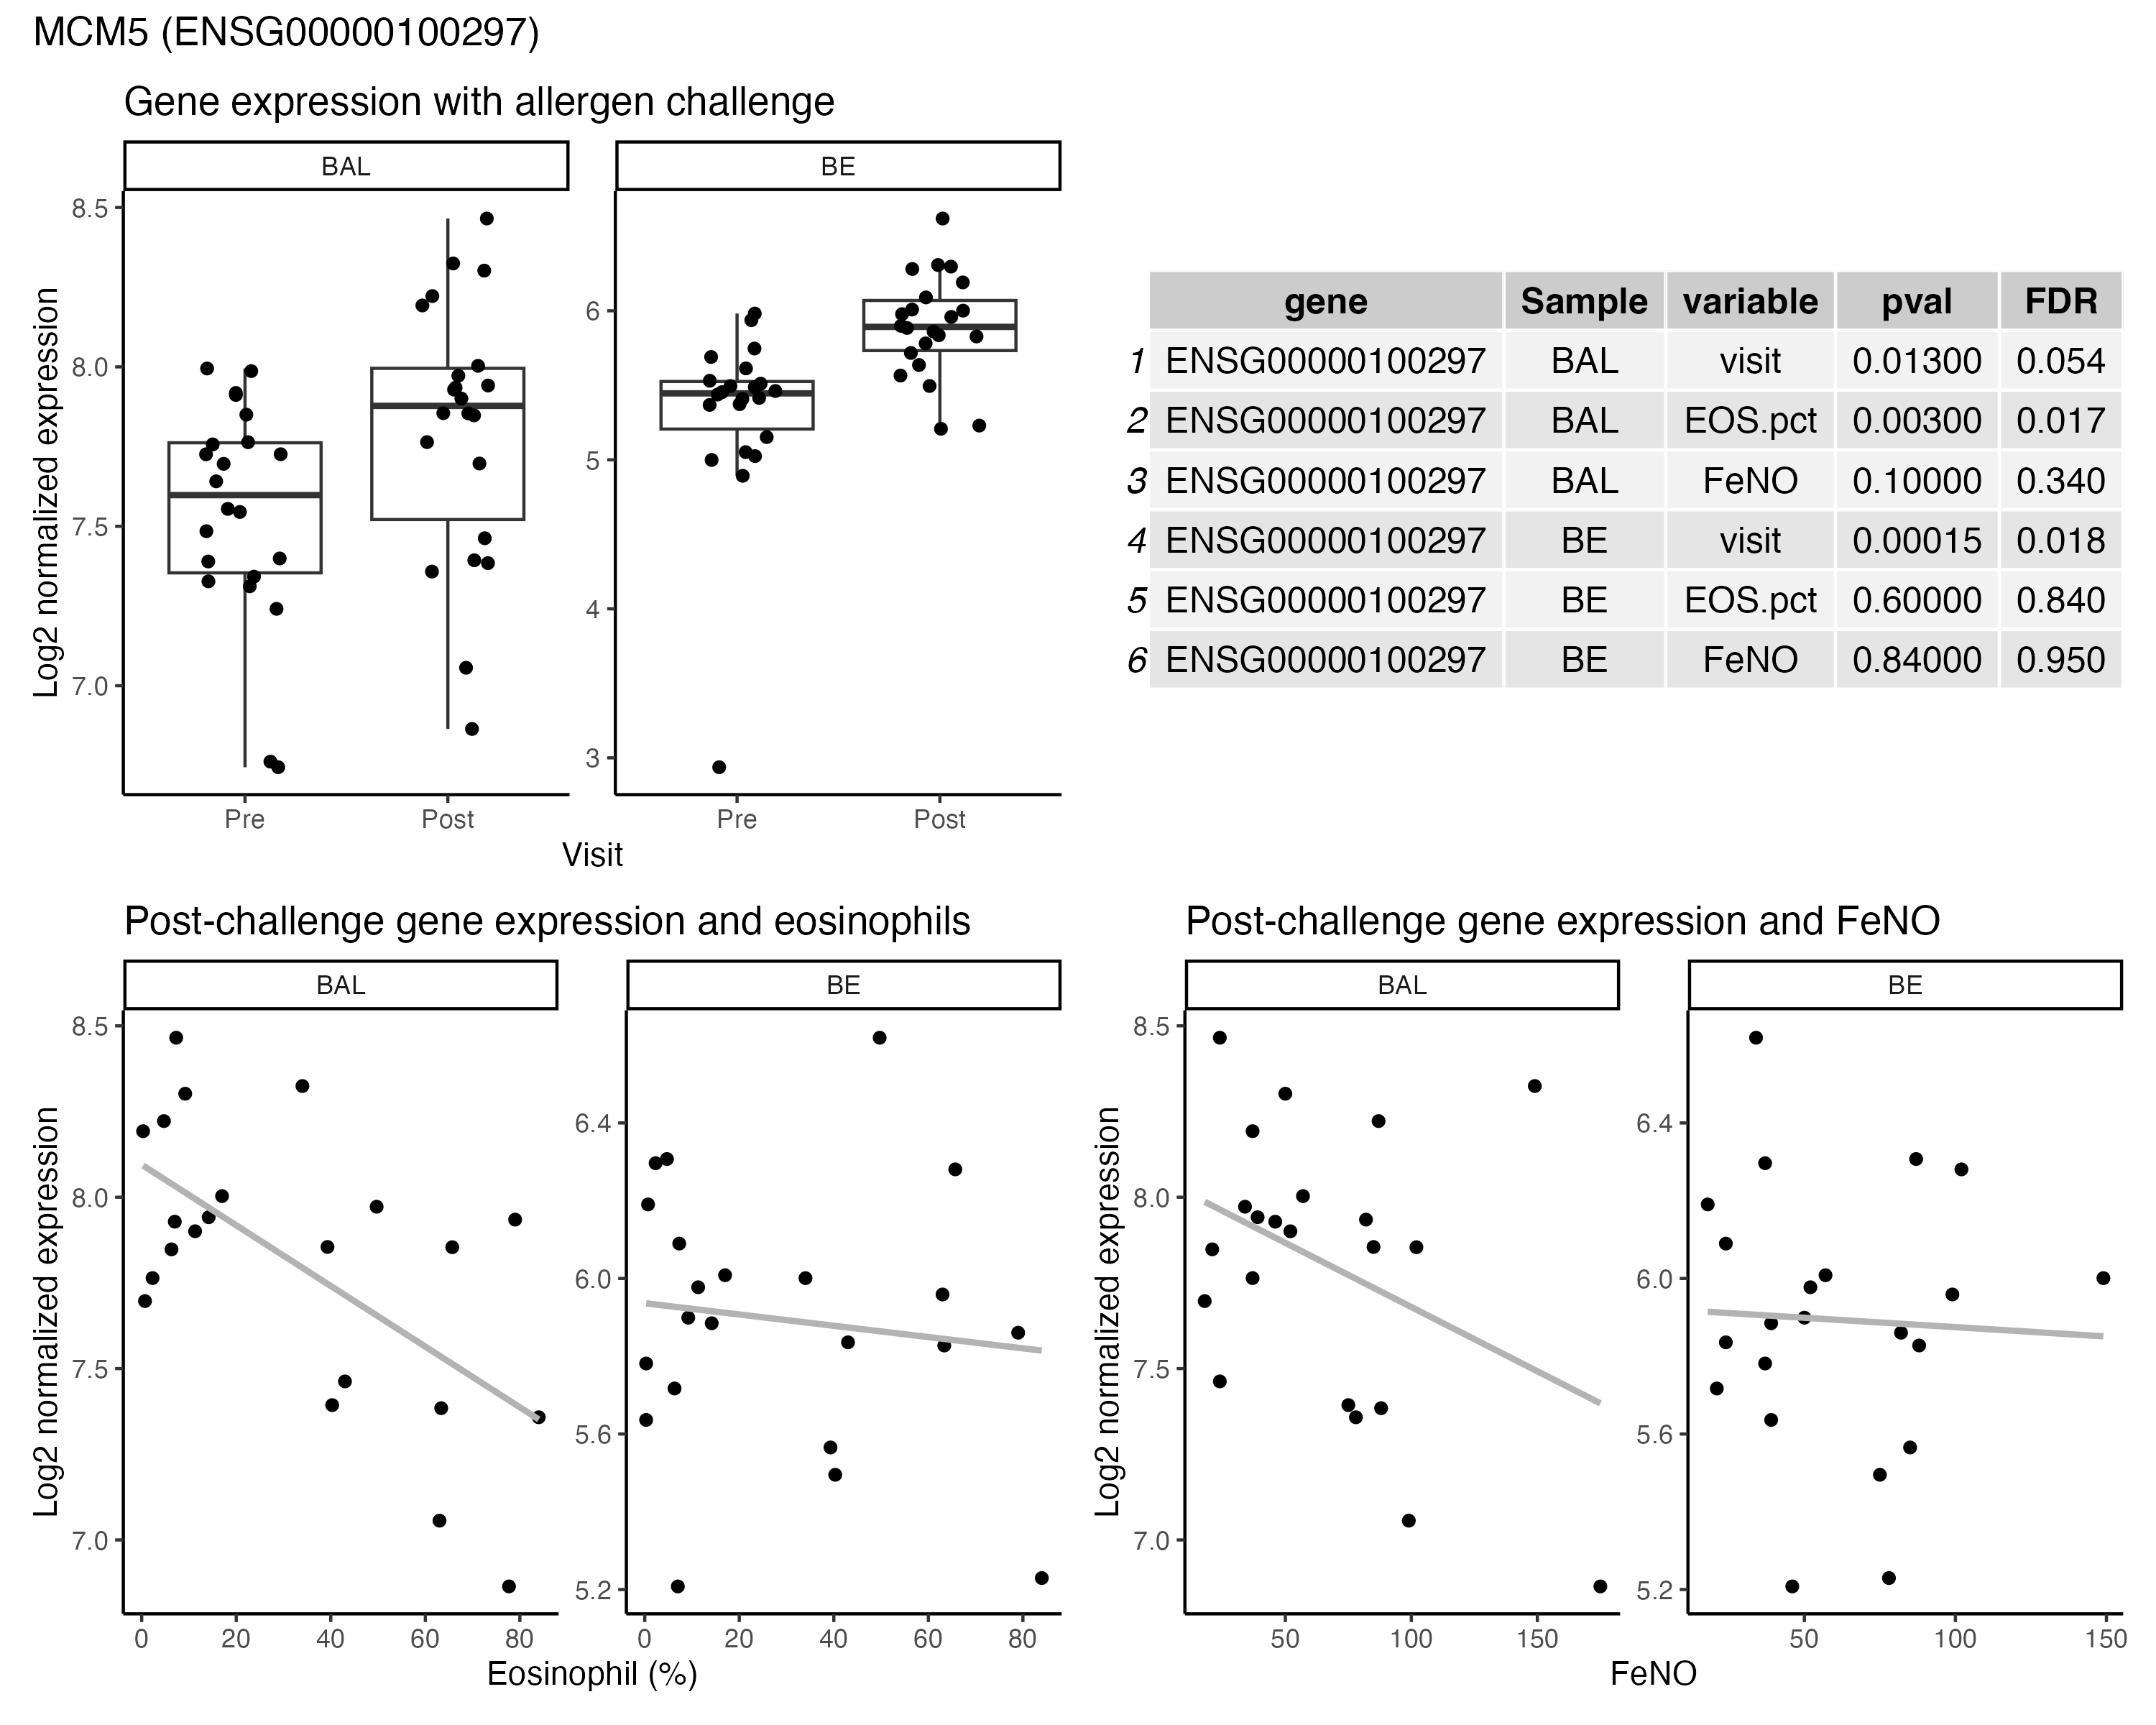 MCM5 (ENSG00000100297)
Gene expression with allergen challenge
BAL
BE
Log2 normalized expression
8.5
8.0
7.5
7.0
6
5
4
3
Pre
Post
Pre
Post
Visit
gene Sample variable pval FDR
1 ENSG00000100297 BAL visit 0.01300 0.054
2 ENSG00000100297 BAL EOS.pct 0.00300 0.017
3 ENSG00000100297 BAL FeNO 0.10000 0.340
4 ENSG00000100297 BE visit 0.00015 0.018
5 ENSG00000100297 BE EOS.pct 0.60000 0.840
6 ENSG00000100297 BE FeNO 0.84000 0.950
Post-challenge gene expression and eosinophils
BAL
BE
Log2 normalized expression
8.5
8.0
7.5
7.0
6.4
6.0
5.6
5.2
0 20 40 60 80
0 20 40 60 80
Eosinophil (%)
Post-challenge gene expression and FeNO
BAL
BE
Log2 normalized expression
8.5
8.0
7.5
7.0
6.4
6.0
5.6
5.2
50 100 150
50 100 150
FeNO